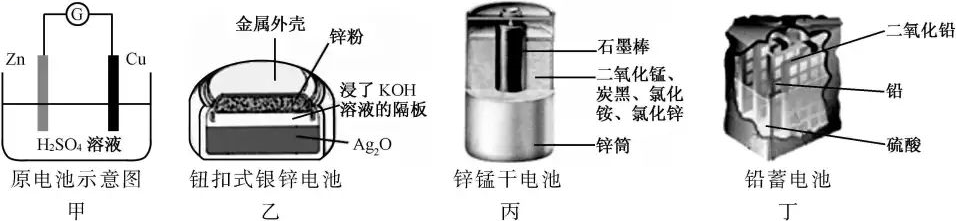 G
Zn
Cu
H₂SO₄ 溶液
原电池示意图
甲
金属外壳
锌粉
浸了 KOH
溶液的隔板
Ag₂O
钮扣式银锌电池
乙
石墨棒
二氧化锰、
炭黑、氯化
铵、氯化锌
锌筒
锌锰干电池
丙
二氧化铅
铅
硫酸
铅蓄电池
丁